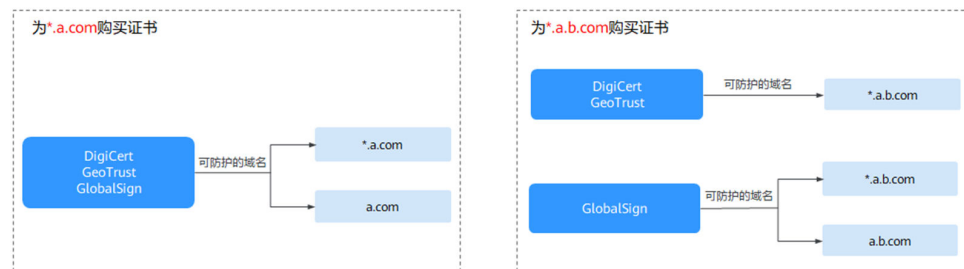 为*.a.com购买证书
DigiCert
GeoTrust
GlobalSign
可防护的域名
*.a.com
a.com
为*.a.b.com购买证书
DigiCert
GeoTrust
可防护的域名
*.a.b.com
GlobalSign
可防护的域名
*.a.b.com
a.b.com